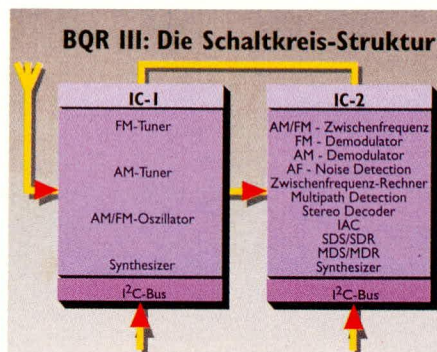 BQR III: Die Schaltkreis-Struktur
IC-1
FM-Tuner
AM-Tuner
AM/FM-Oszillator
Synthesizer
I²C-Bus
IC-2
AM/FM - Zwischenfrequenz
FM - Demodulator
AM - Demodulator
AF - Noise Detection
Zwischenfrequenz-Rechner
Multipath Detection
Stereo Decoder
IAC
SDS/SDR
MDS/MDR
Synthesizer
I²C-Bus